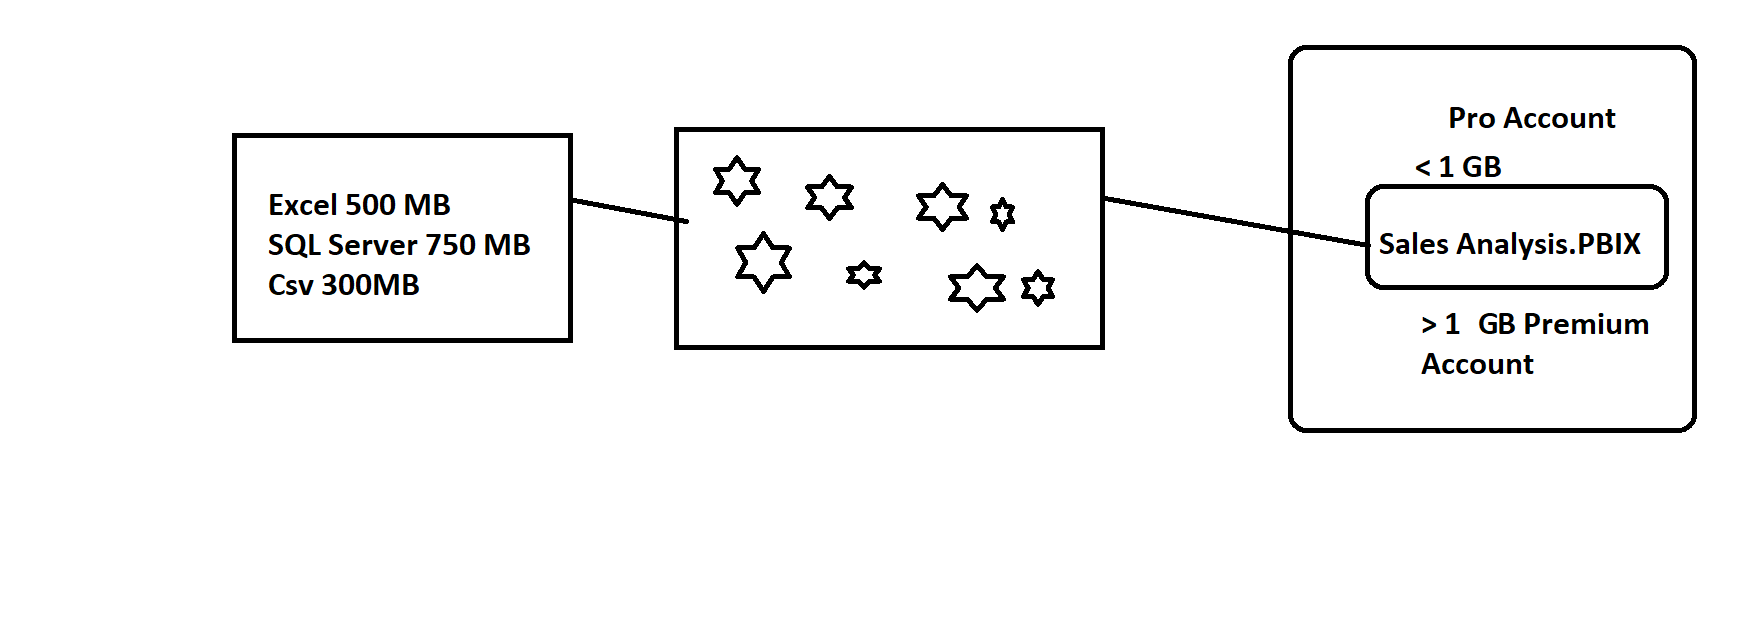 Excel 500 MB
SQL Server 750 MB
Csv 300MB
Pro Account
< 1 GB
Sales Analysis.PBIX
> 1 GB Premium
Account